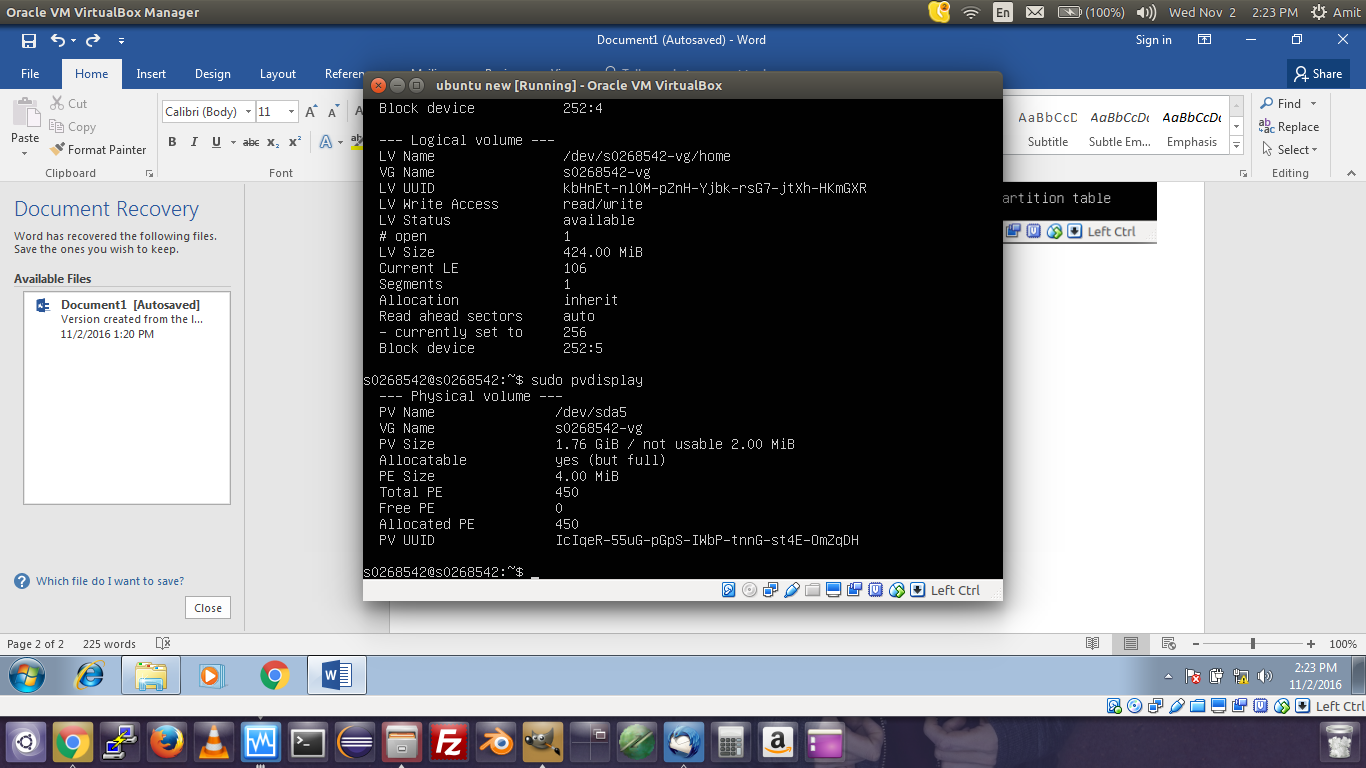 Oracle VM VirtualBox Manager
En
(100%)
Wed Nov 2
2:23 PM
Amit
Document1 (Autosaved) - Word
Sign in
File
Home
Insert
Design
Layout
Share
Cut
Copy
Paste
Format Painter
Clipboard
Calibri (Body)
11
B I U abc x2 x2
Font
AaBbCcD
AaBbCcDc
AaBbCcDc
Subtitle
Subtle Em...
Emphasis
Find
Replace
Select
Editing
Document Recovery
Word has recovered the following files.
Save the ones you wish to keep.
Available Files
Document1 [Autosaved]
Version created from the l...
11/2/2016 1:20 PM
Which file do I want to save?
Close
ubuntu new [Running] - Oracle VM VirtualBox
Block device 252:4
--- Logical volume ---
LV Name /dev/s0268542-vg/home
VG Name s0268542-vg
LV UUID kbHnEt-nlOM-pZnH-Yjbk-rsG7-jtXh-HKmGXR
LV Write Access read/write
LV Status available
# open 1
LV Size 424.00 MiB
Current LE 106
Segments 1
Allocation inherit
Read ahead sectors auto
- currently set to 256
Block device 252:5
s0268542@s0268542:~$ sudo pvdisplay
--- Physical volume ---
PV Name /dev/sda5
VG Name s0268542-vg
PV Size 1.76 GiB / not usable 2.00 MiB
Allocatable yes (but full)
PE Size 4.00 MiB
Total PE 450
Free PE 0
Allocated PE 450
PV UUID IcIqeR-55uG-pGpS-IWbP-tnnG-st4E-OmZqDH
s0268542@s0268542:~$ _
Left Ctrl
artition table
Left Ctrl
Page 2 of 2
225 words
100%
2:23 PM
11/2/2016
Left Ctrl